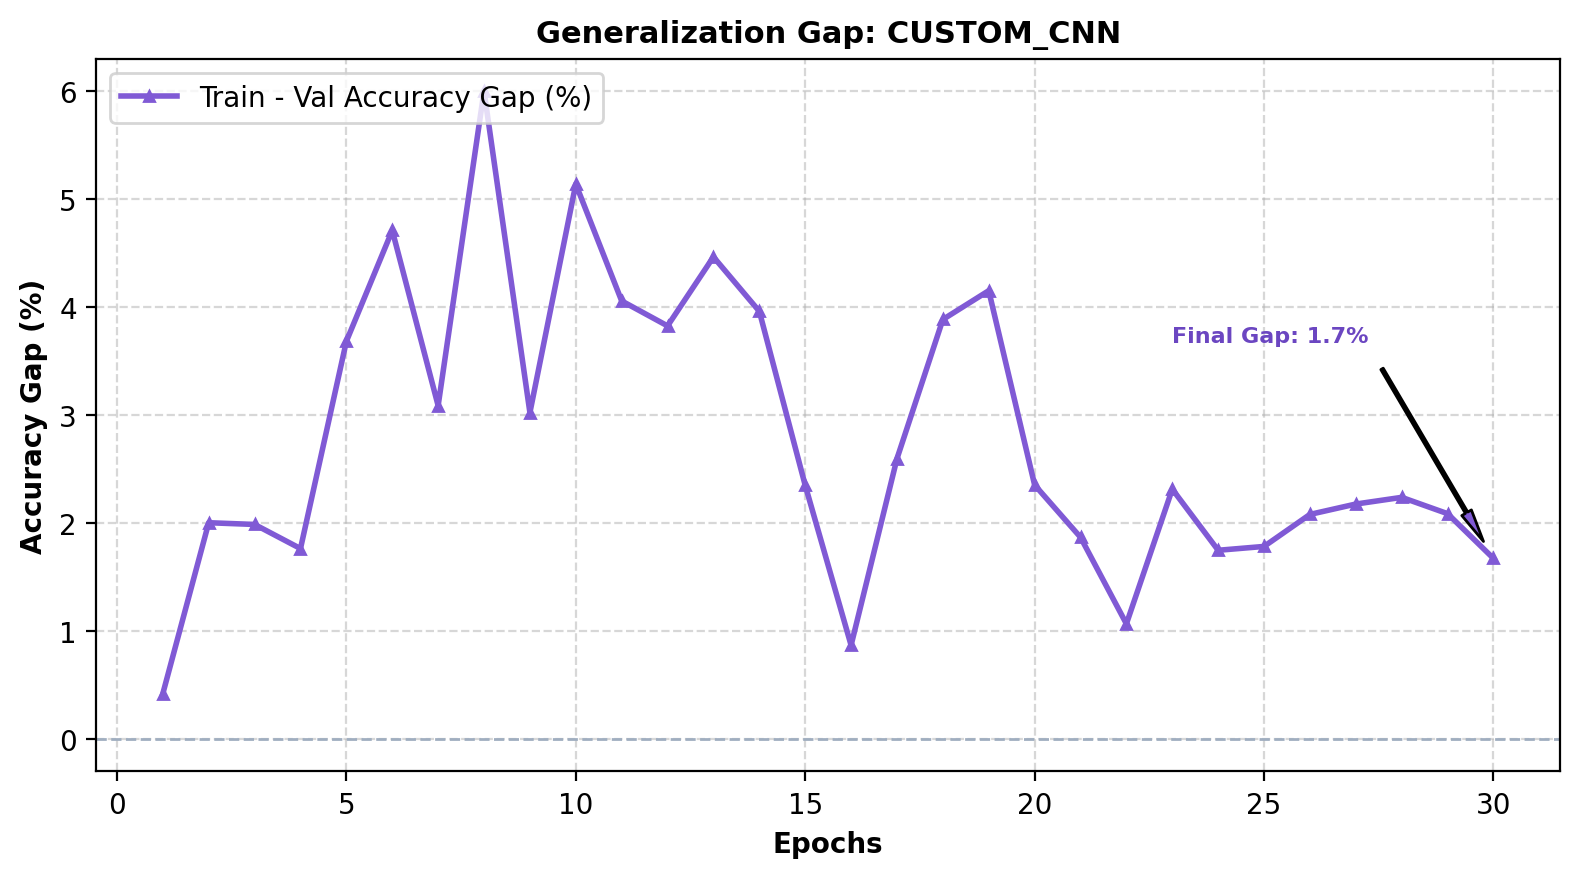 Generalization Gap: CUSTOM_CNN
Train - Val Accuracy Gap (%)
Final Gap: 1.7%
Accuracy Gap (%)
6
5
4
3
2
1
0
0 5 10 15 20 25 30
Epochs